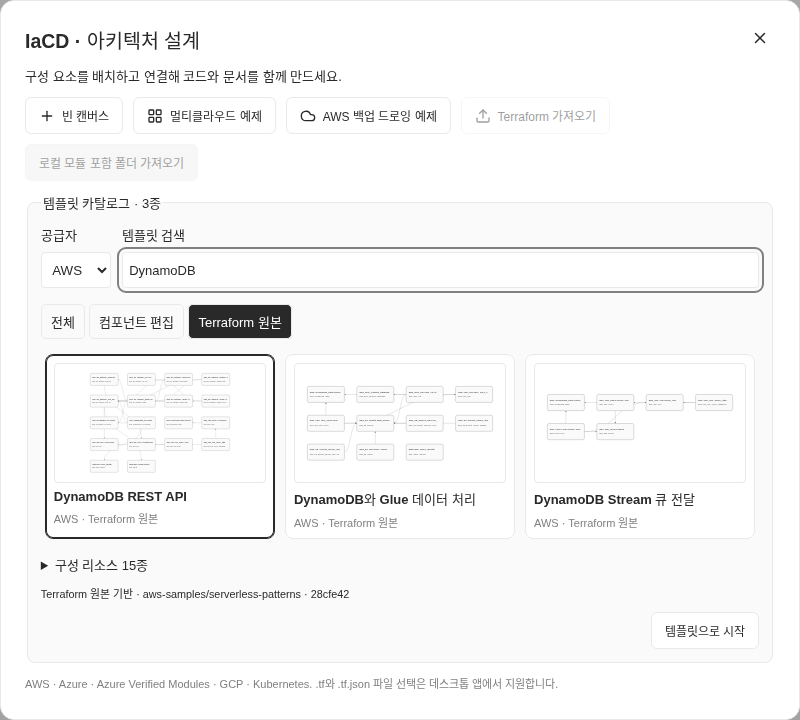 IaCD · 아키텍처 설계
구성 요소를 배치하고 연결해 코드와 문서를 함께 만드세요.
빈 캔버스
멀티클라우드 예제
AWS 백업 드로잉 예제
Terraform 가져오기
로컬 모듈 포함 폴더 가져오기
템플릿 카탈로그 · 3종
공급자
템플릿 검색
AWS
DynamoDB
전체
컴포넌트 편집
Terraform 원본
DynamoDB REST API
AWS · Terraform 원본
DynamoDB와 Glue 데이터 처리
AWS · Terraform 원본
DynamoDB Stream 큐 전달
AWS · Terraform 원본
구성 리소스 15종
Terraform 원본 기반 · aws-samples/serverless-patterns · 28cfe42
템플릿으로 시작
AWS · Azure · Azure Verified Modules · GCP · Kubernetes. .tf와 .tf.json 파일 선택은 데스크톱 앱에서 지원합니다.